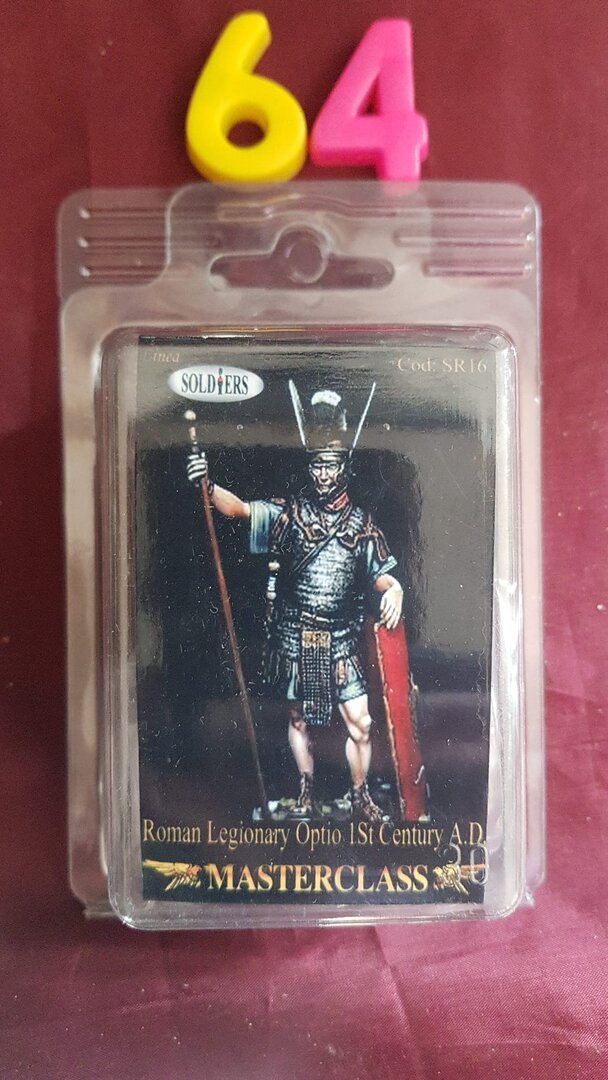 64
Linea
SOLDIERS
Cod: SR16
Roman Legionary Optio 1St Century A.D
MASTERCLASS